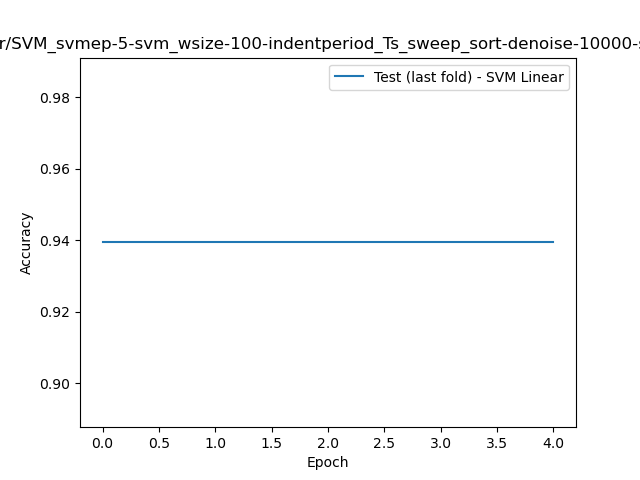 r/SVM_svmep-5-svm_wsize-100-indentperiod_Ts_sweep_sort-denoise-10000-s
Test (last fold) - SVM Linear
0.98
0.96
0.94
0.92
0.90
Accuracy
0.0 0.5 1.0 1.5 2.0 2.5 3.0 3.5 4.0
Epoch